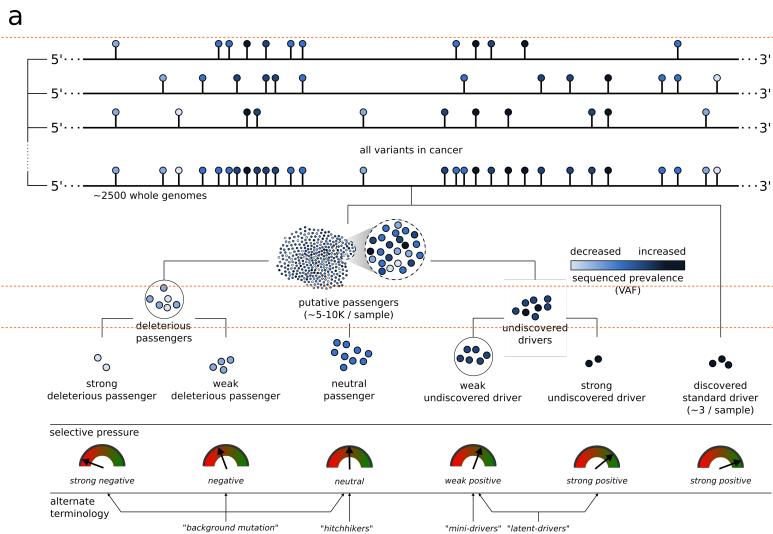 a
5'
3'
5'
3'
5'
3'
all variants in cancer
5'
3'
~2500 whole genomes
decreased increased
sequenced prevalence
(VAF)
putative passengers
(~5-10K / sample)
deleterious
passengers
undiscovered
drivers
strong
deleterious passenger
weak
deleterious passenger
neutral
passenger
weak
undiscovered driver
strong
undiscovered driver
discovered
standard driver
(~3 / sample)
selective pressure
strong negative
negative
neutral
weak positive
strong positive
strong positive
alternate
terminology
"background mutation"
"hitchhikers"
"mini-drivers"
"latent-drivers"